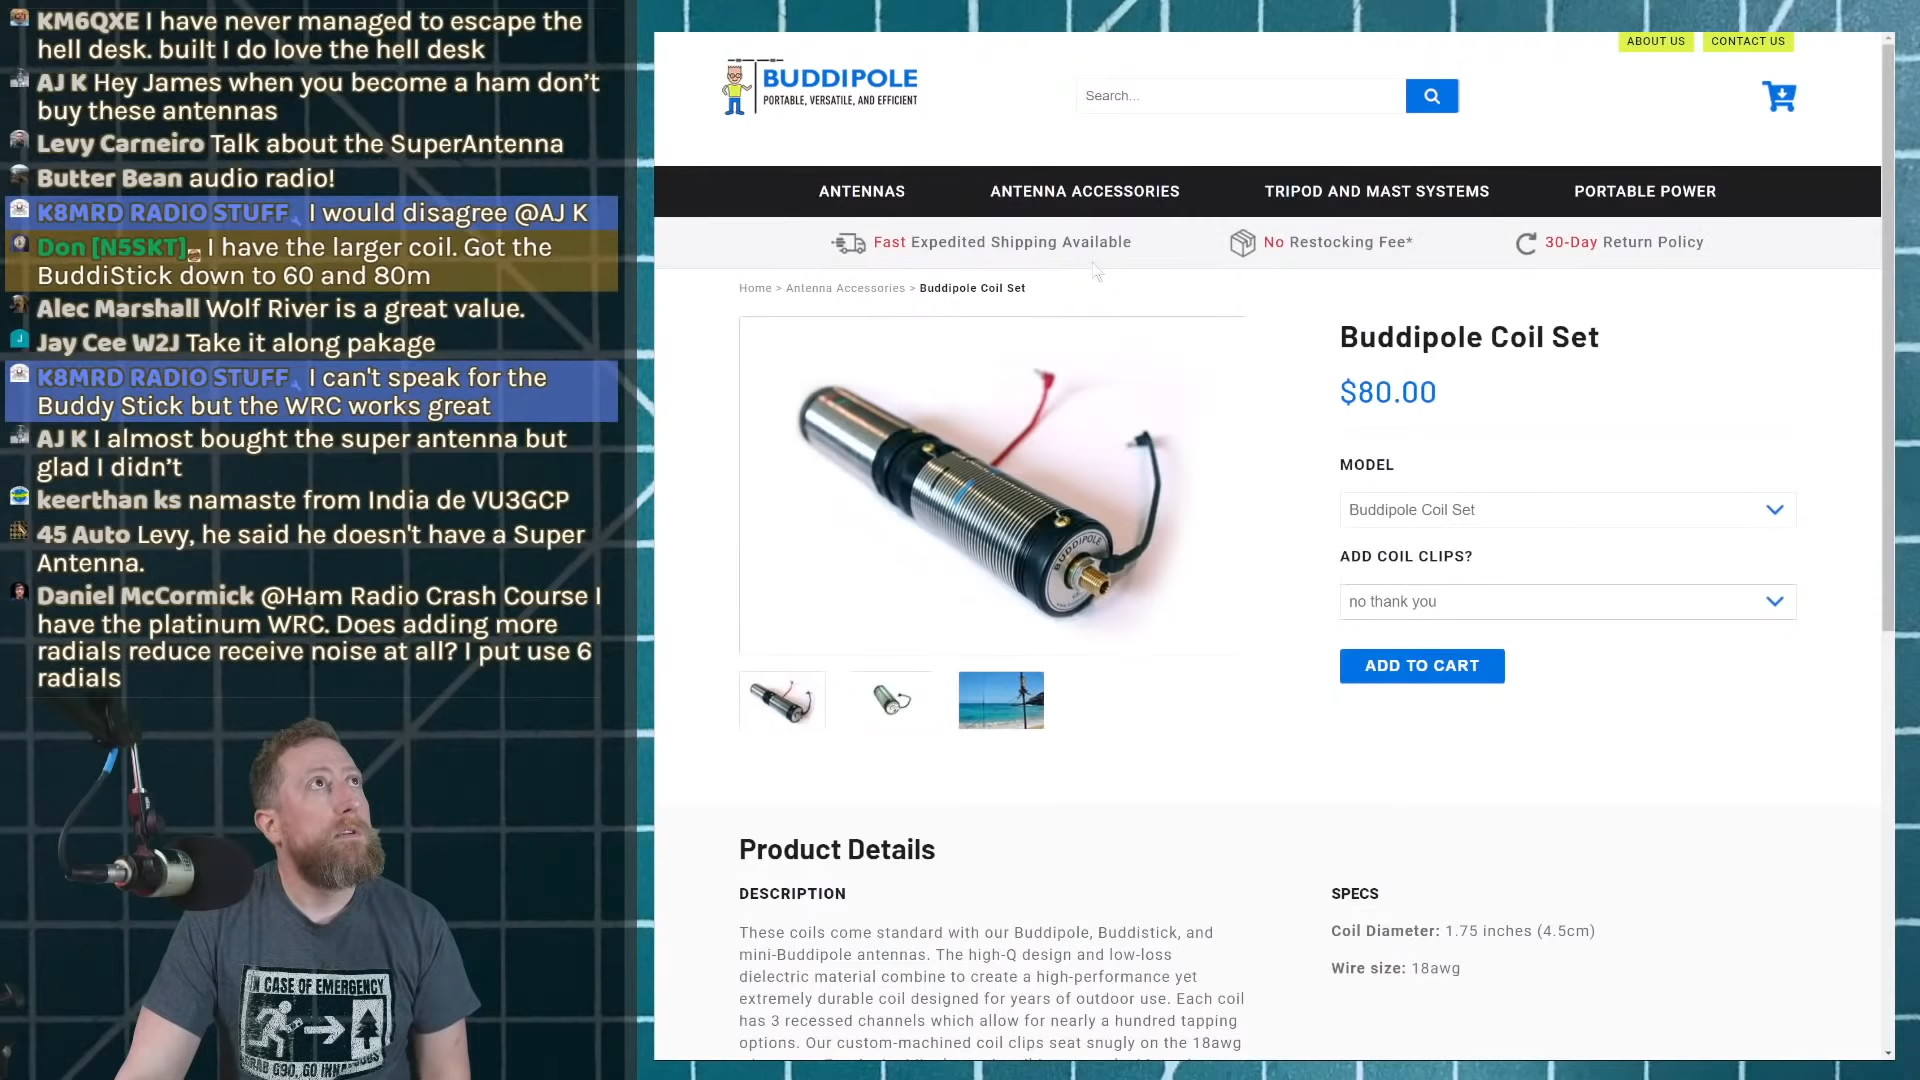 KM6QXE I have never managed to escape the
hell desk. built I do love the hell desk
AJ K Hey James when you become a ham don't
buy these antennas
Levy Carneiro Talk about the SuperAntenna
Butter Bean audio radio!
K8MRD RADIO STUFF I would disagree @AJ K
Don [N5SKT] I have the larger coil. Got the
BuddiStick down to 60 and 80m
Alec Marshall Wolf River is a great value.
Jay Cee W2J Take it along pakage
K8MRD RADIO STUFF I can't speak for the
Buddy Stick but the WRC works great
AJ K I almost bought the super antenna but
glad I didn't
keerthan ks namaste from India de VU3GCP
45 Auto Levy, he said he doesn't have a Super
Antenna.
Daniel McCormick @Ham Radio Crash Course I
have the platinum WRC. Does adding more
radials reduce receive noise at all? I put use 6
radials
IN CASE OF EMERGENCY
ABOUT US CONTACT US
BUDDIPOLE
PORTABLE, VERSATILE, AND EFFICIENT
Search...
ANTENNAS ANTENNA ACCESSORIES TRIPOD AND MAST SYSTEMS PORTABLE POWER
Fast Expedited Shipping Available No Restocking Fee* 30-Day Return Policy
Home > Antenna Accessories > Buddipole Coil Set
BUDDIPOLE
Buddipole Coil Set
$80.00
MODEL
Buddipole Coil Set
ADD COIL CLIPS?
no thank you
ADD TO CART
Product Details
DESCRIPTION
These coils come standard with our Buddipole, Buddistick, and
mini-Buddipole antennas. The high-Q design and low-loss
dielectric material combine to create a high-performance yet
extremely durable coil designed for years of outdoor use. Each coil
has 3 recessed channels which allow for nearly a hundred tapping
options. Our custom-machined coil clips seat snugly on the 18awg
SPECS
Coil Diameter: 1.75 inches (4.5cm)
Wire size: 18awg